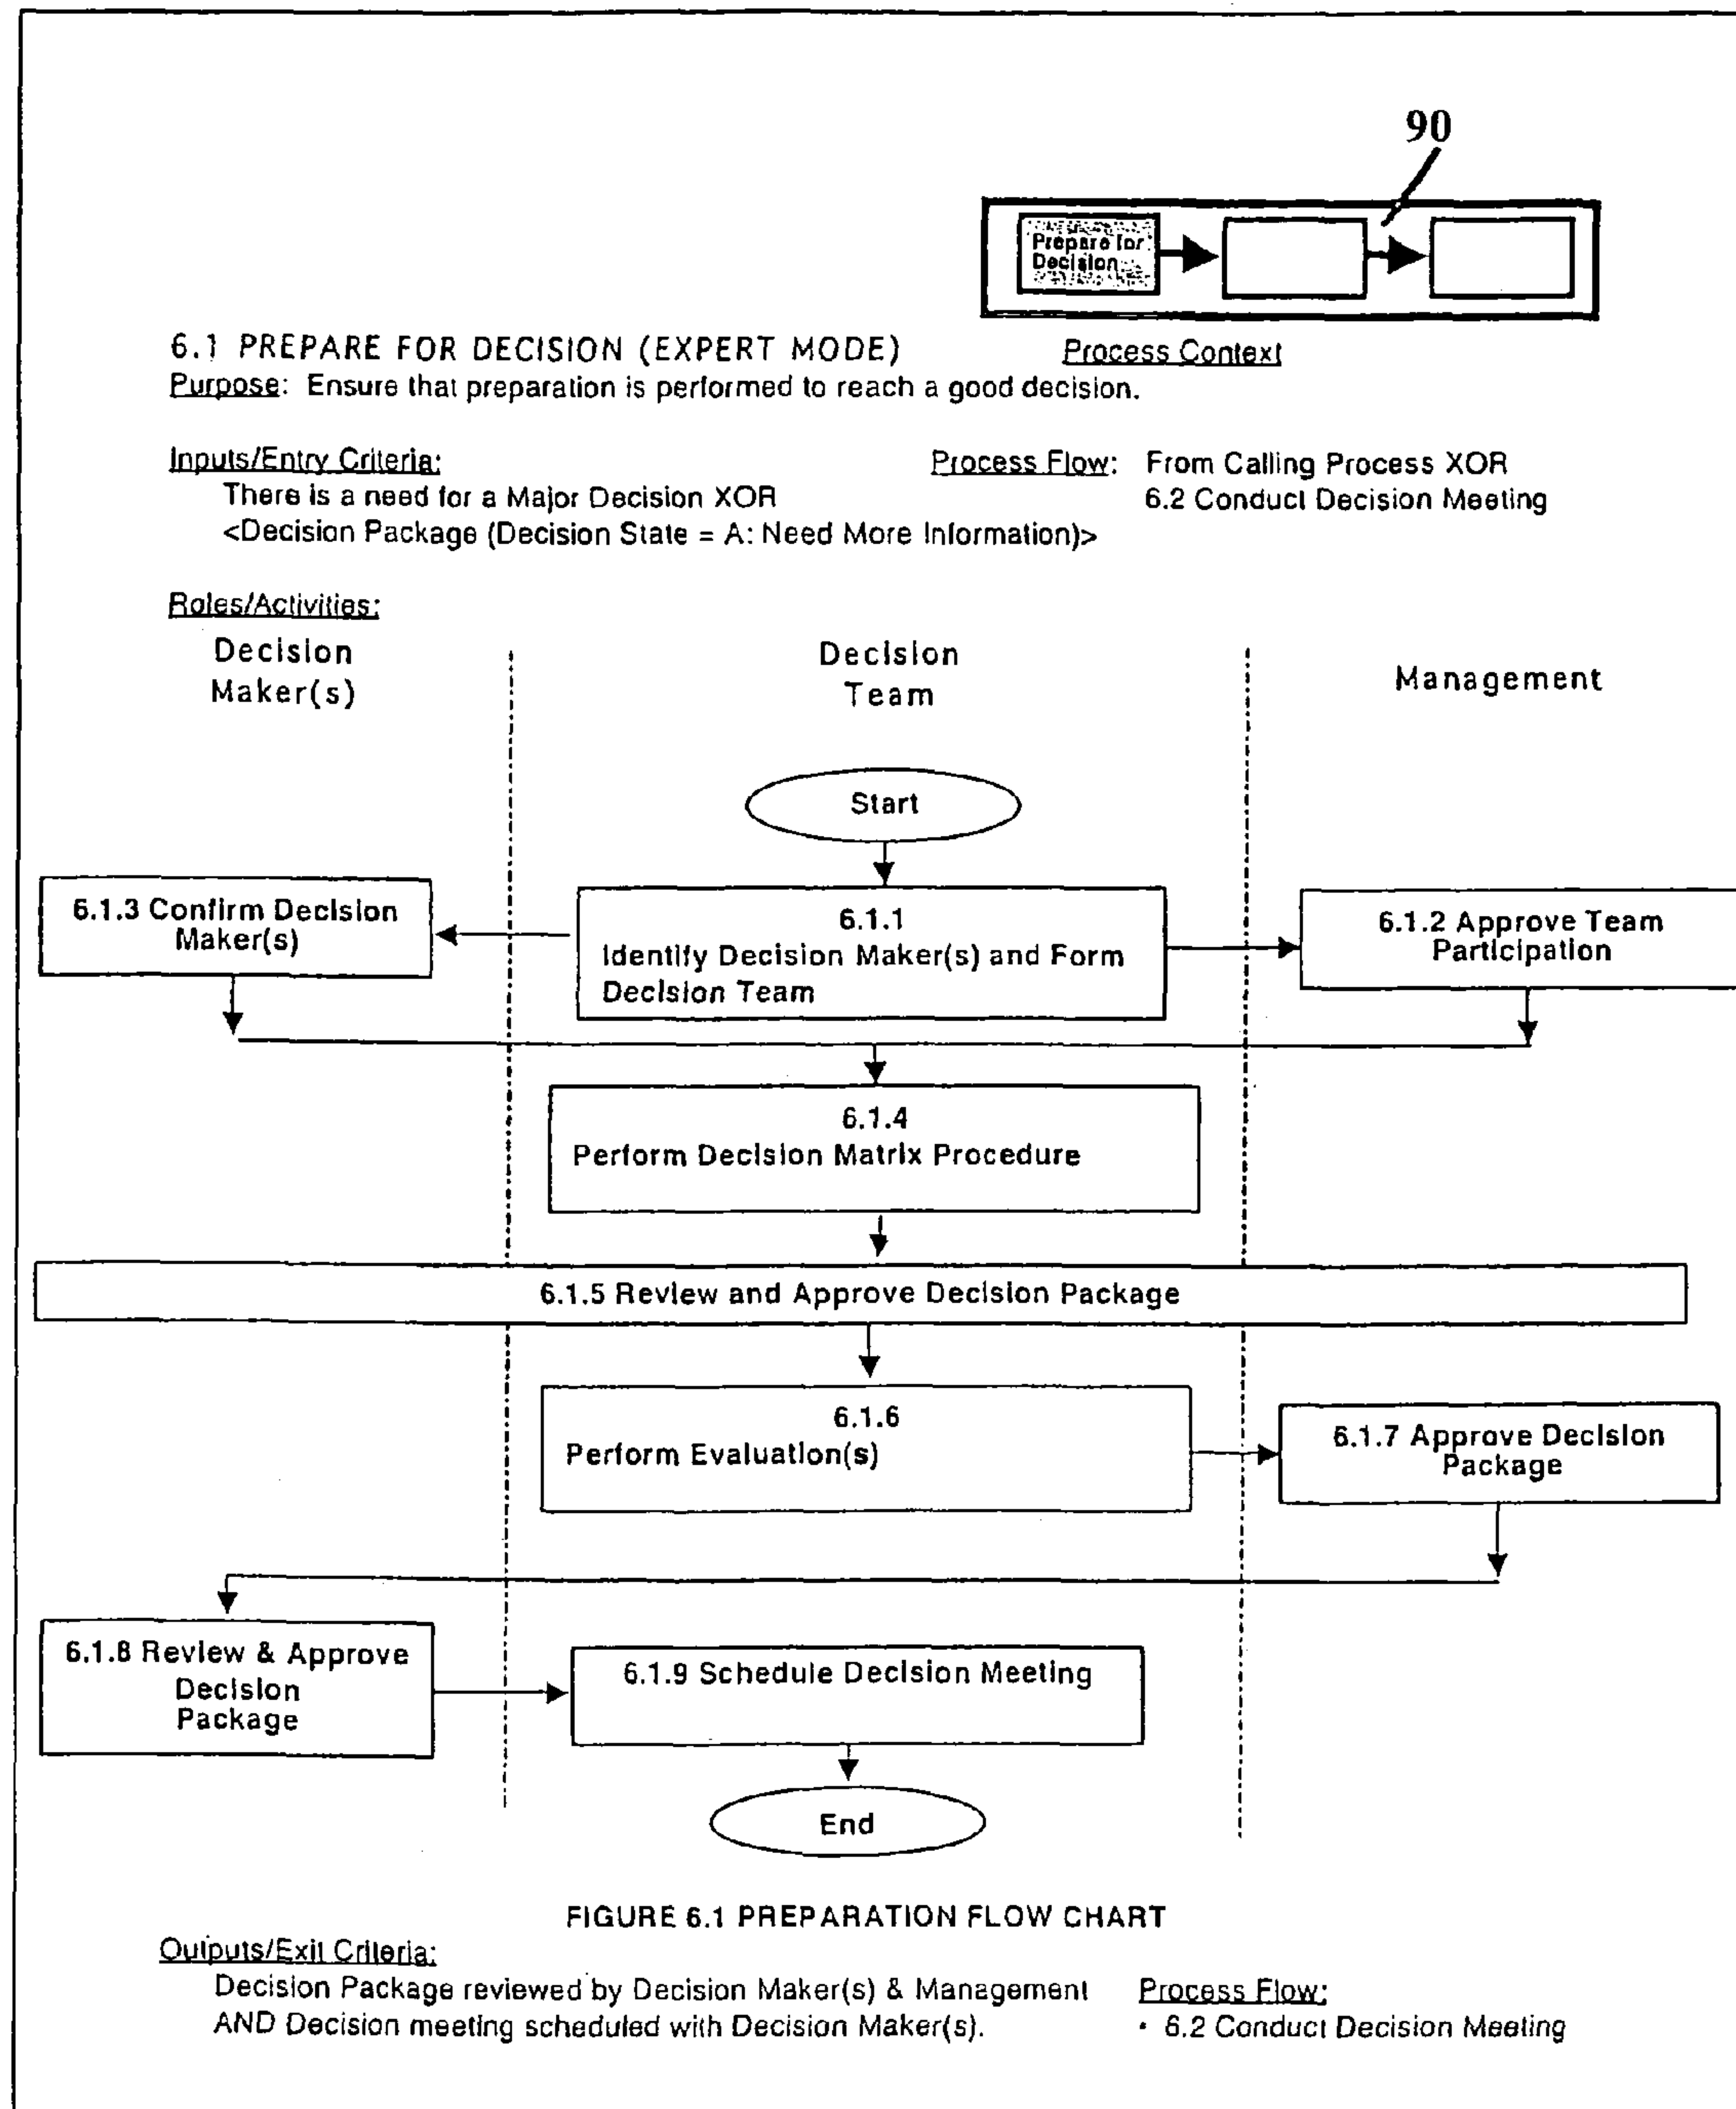 90
Prepare for
Decision
6.1 PREPARE FOR DECISION (EXPERT MODE)
Process Context
Purpose: Ensure that preparation is performed to reach a good decision.
Inputs/Entry Criteria:
There is a need for a Major Decision XOR
<Decision Package (Decision State = A: Need More Information)>
Process Flow: From Calling Process XOR
6.2 Conduct Decision Meeting
Roles/Activities:
Decision
Maker(s)
Decision
Team
Management
Start
6.1.3 Confirm Decision
Maker(s)
6.1.1
Identify Decision Maker(s) and Form
Decision Team
6.1.2 Approve Team
Participation
6.1.4
Perform Decision Matrix Procedure
6.1.5 Review and Approve Decision Package
6.1.6
Perform Evaluation(s)
6.1.7 Approve Decision
Package
6.1.8 Review & Approve
Decision
Package
6.1.9 Schedule Decision Meeting
End
FIGURE 6.1 PREPARATION FLOW CHART
Outputs/Exit Criteria:
Decision Package reviewed by Decision Maker(s) & Management
AND Decision meeting scheduled with Decision Maker(s).
Process Flow:
• 6.2 Conduct Decision Meeting